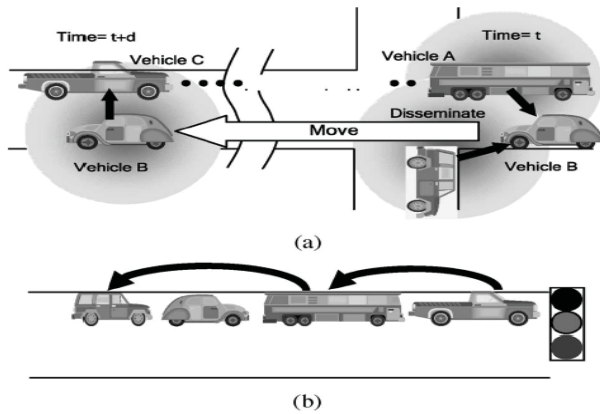 Time= t+d
Vehicle C
Vehicle A
Time= t
Disseminate
Move
Vehicle B
Vehicle B
(a)
(b)